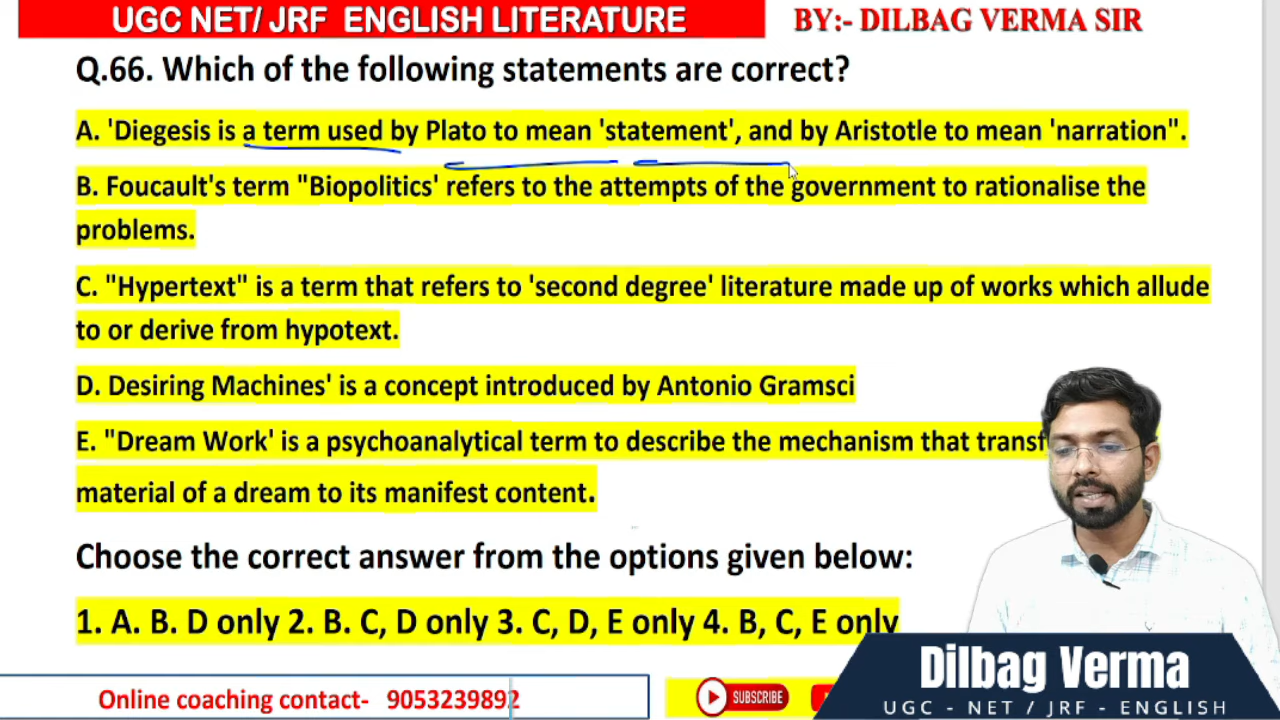 UGC NET/ JRF ENGLISH LITERATURE
BY:- DILBAG VERMA SIR
Q.66. Which of the following statements are correct?
A. 'Diegesis is a term used by Plato to mean 'statement', and by Aristotle to mean 'narration".
B. Foucault's term "Biopolitics' refers to the attempts of the government to rationalise the
problems.
C. "Hypertext" is a term that refers to 'second degree' literature made up of works which allude
to or derive from hypotext.
D. Desiring Machines' is a concept introduced by Antonio Gramsci
E. "Dream Work' is a psychoanalytical term to describe the mechanism that
material of a dream to its manifest content.
Choose the correct answer from the options given below:
1. A. B. D only 2. B. C, D only 3. C, D, E only 4. B, C, E only
Dilbag Verma
UGC - NET / JRF - ENGLISH
Online coaching contact- 9053239892
SUBSCRIBE